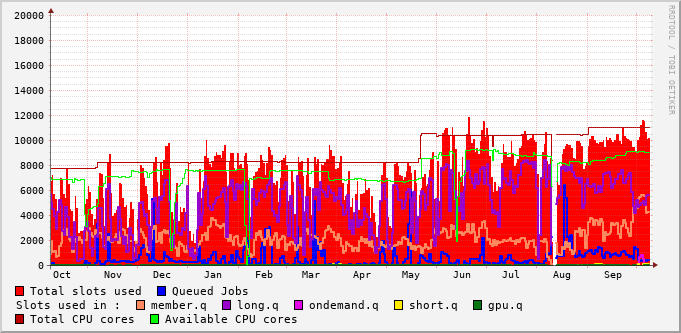 20000
18000
16000
14000
12000
10000
8000
6000
4000
2000
0
Oct Nov Dec Jan Feb Mar Apr May Jun Jul Aug Sep
Total slots used Queued Jobs
Slots used in : member.q long.q ondemand.q short.q gpu.q
Total CPU cores Available CPU cores
RRDTOOL / TOBI OETIKER